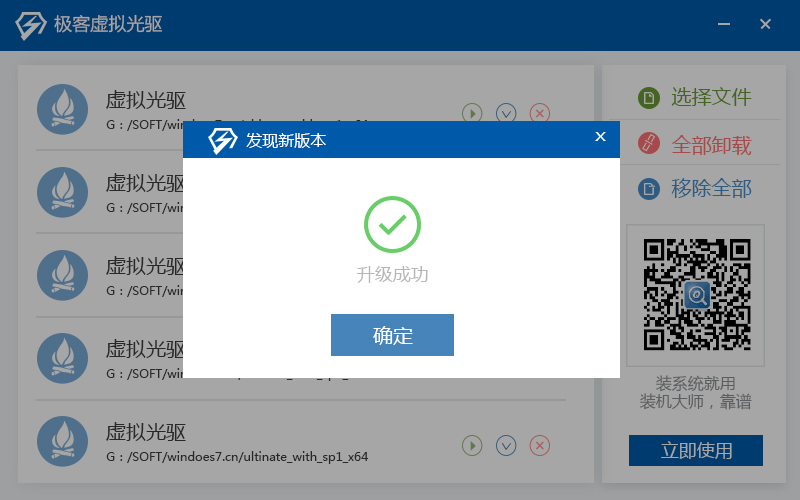 极客虚拟光驱
虚拟光驱
G : /SOFT/win
虚拟光驱
G : /SOFT/win
虚拟光驱
G : /SOFT/win
虚拟光驱
G : /SOFT/win
虚拟光驱
G : /SOFT/windoes7.cn/ultinate_with_sp1_x64
发现新版本
升级成功
确定
选择文件
全部卸载
移除全部
装系统就用
装机大师，靠谱
立即使用